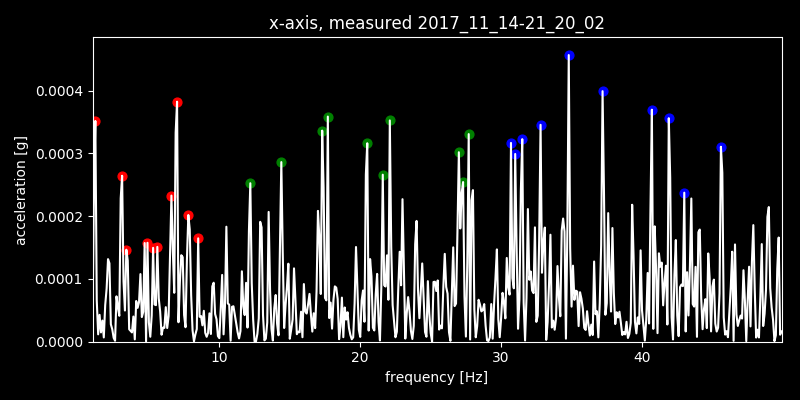 x-axis, measured 2017_11_14-21_20_02
acceleration [g]
0.0004
0.0003
0.0002
0.0001
0.0000
10 20 30 40
frequency [Hz]